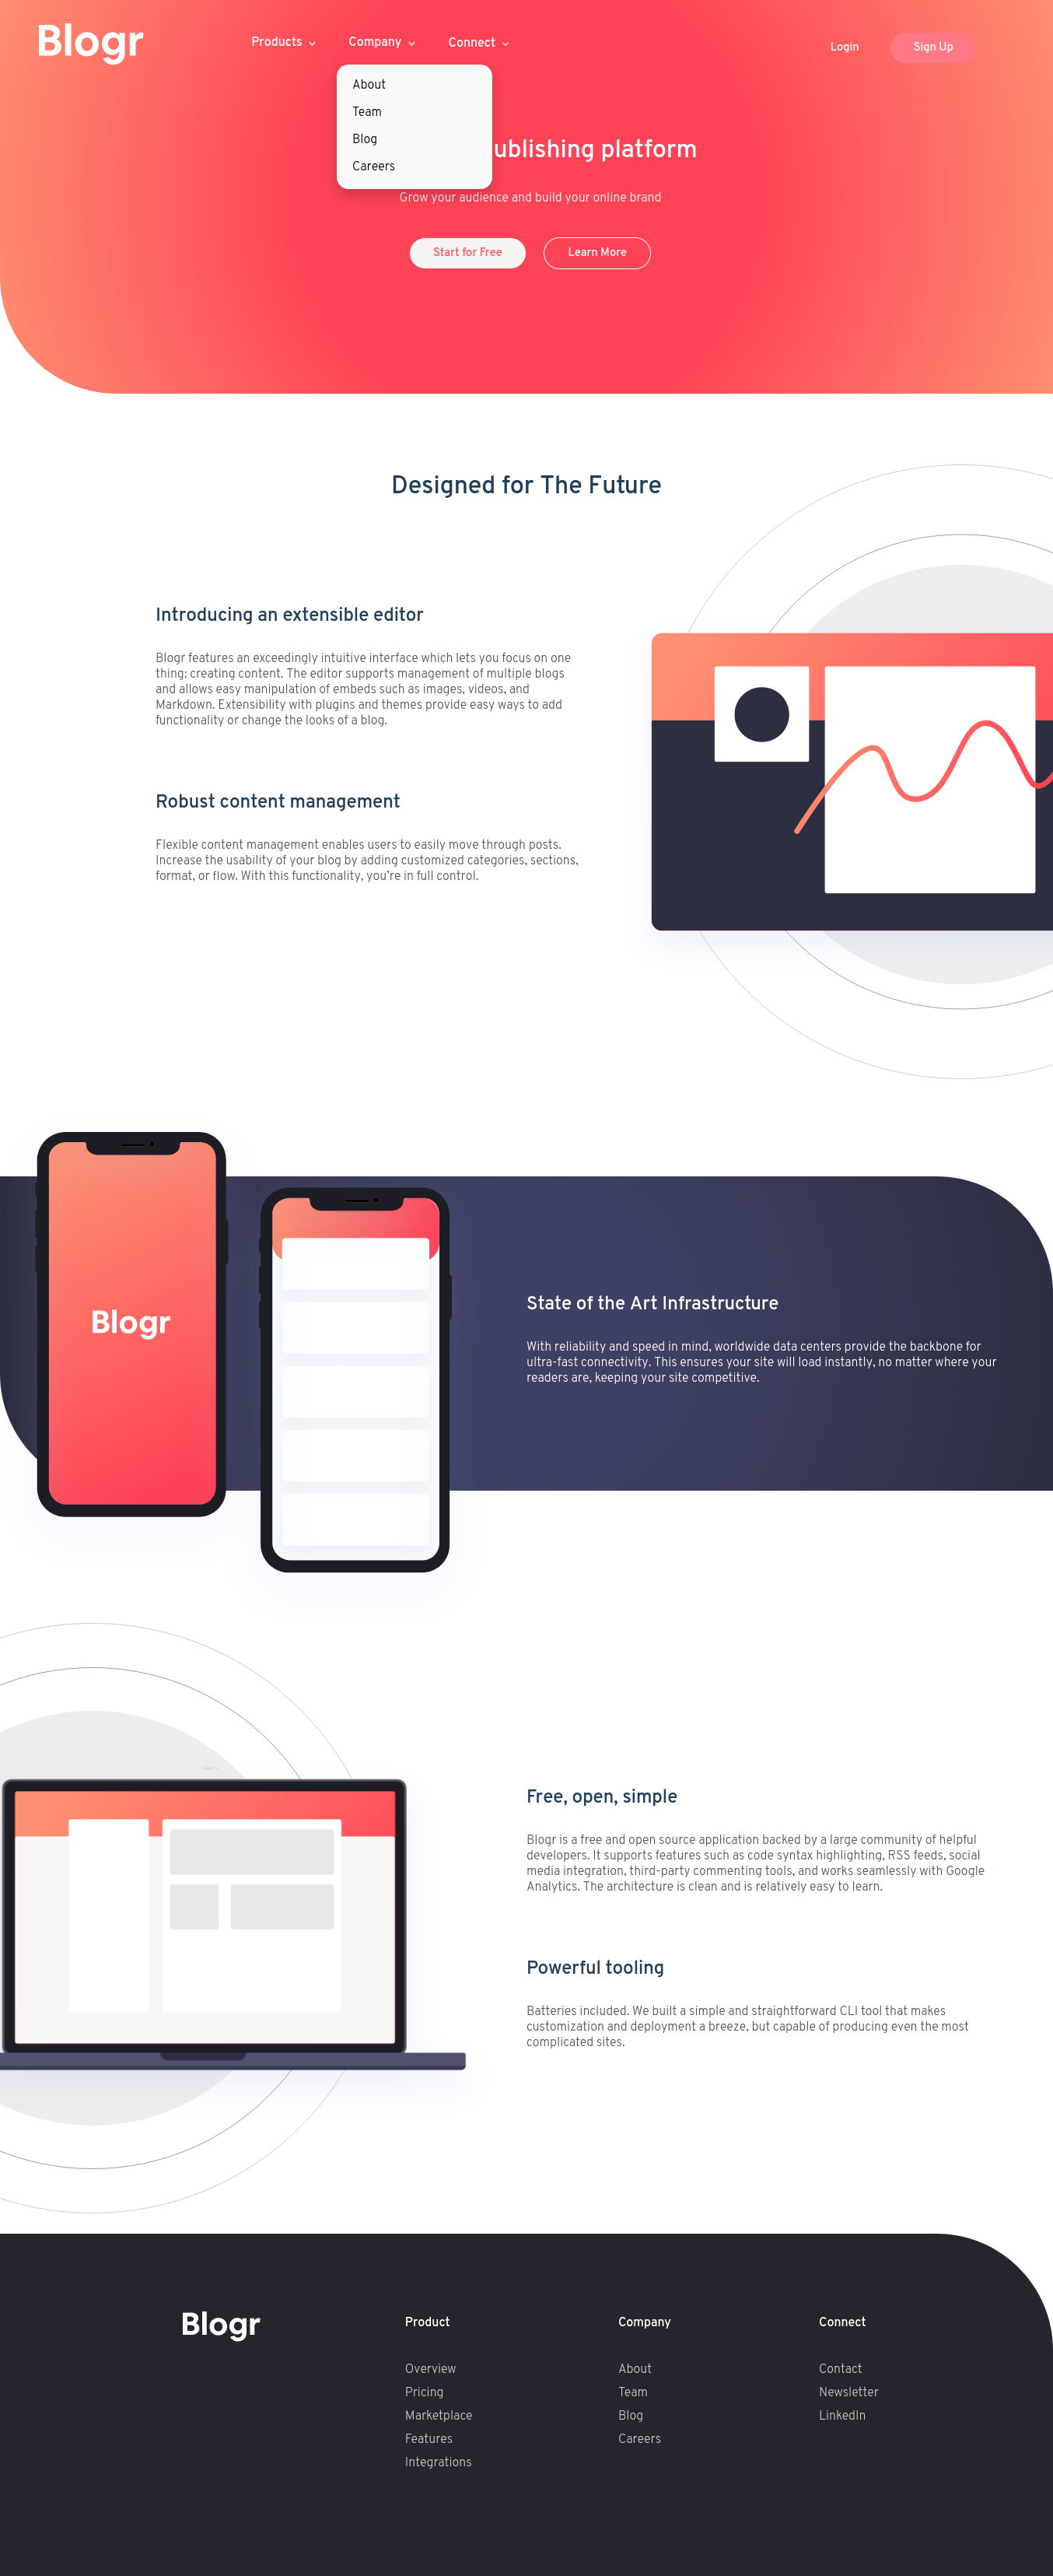 Blogr
Products
Company
Connect
Login
Sign Up
About
Team
Blog
Careers
ublishing platform
Grow your audience and build your online brand
Start for Free
Learn More
Designed for The Future
Introducing an extensible editor
Blogr features an exceedingly intuitive interface which lets you focus on one
thing: creating content. The editor supports management of multiple blogs
and allows easy manipulation of embeds such as images, videos, and
Markdown. Extensibility with plugins and themes provide easy ways to add
functionality or change the looks of a blog.
Robust content management
Flexible content management enables users to easily move through posts.
Increase the usability of your blog by adding customized categories, sections,
format, or flow. With this functionality, you’re in full control.
Blogr
State of the Art Infrastructure
With reliability and speed in mind, worldwide data centers provide the backbone for
ultra-fast connectivity. This ensures your site will load instantly, no matter where your
readers are, keeping your site competitive.
Free, open, simple
Blogr is a free and open source application backed by a large community of helpful
developers. It supports features such as code syntax highlighting, RSS feeds, social
media integration, third-party commenting tools, and works seamlessly with Google
Analytics. The architecture is clean and is relatively easy to learn.
Powerful tooling
Batteries included. We built a simple and straightforward CLI tool that makes
customization and deployment a breeze, but capable of producing even the most
complicated sites.
Blogr
Product
Overview
Pricing
Marketplace
Features
Integrations
Company
About
Team
Blog
Careers
Connect
Contact
Newsletter
LinkedIn